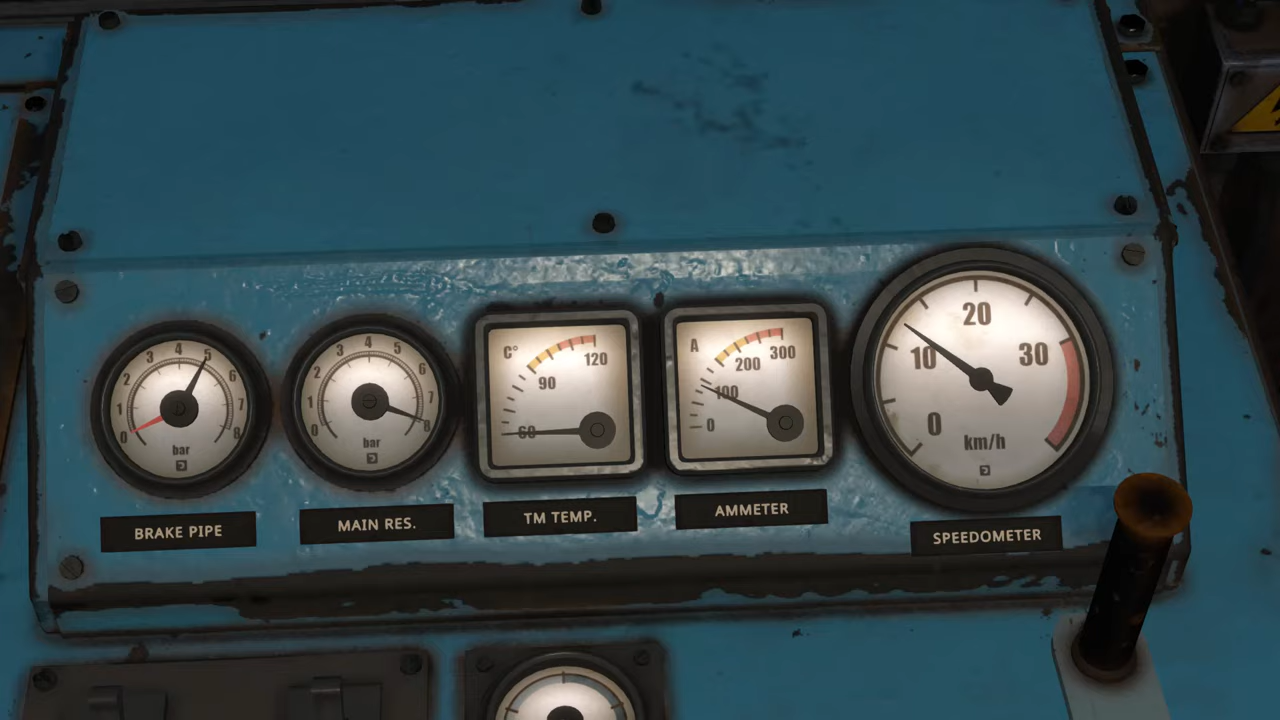 0 1 2 3 4 5 6 7 8
bar
BRAKE PIPE
0 1 2 3 4 5 6 7 8
bar
MAIN RES.
C°
60 90 120
TM TEMP.
A
0 100 200 300
AMMETER
0 10 20 30
km/h
SPEEDOMETER